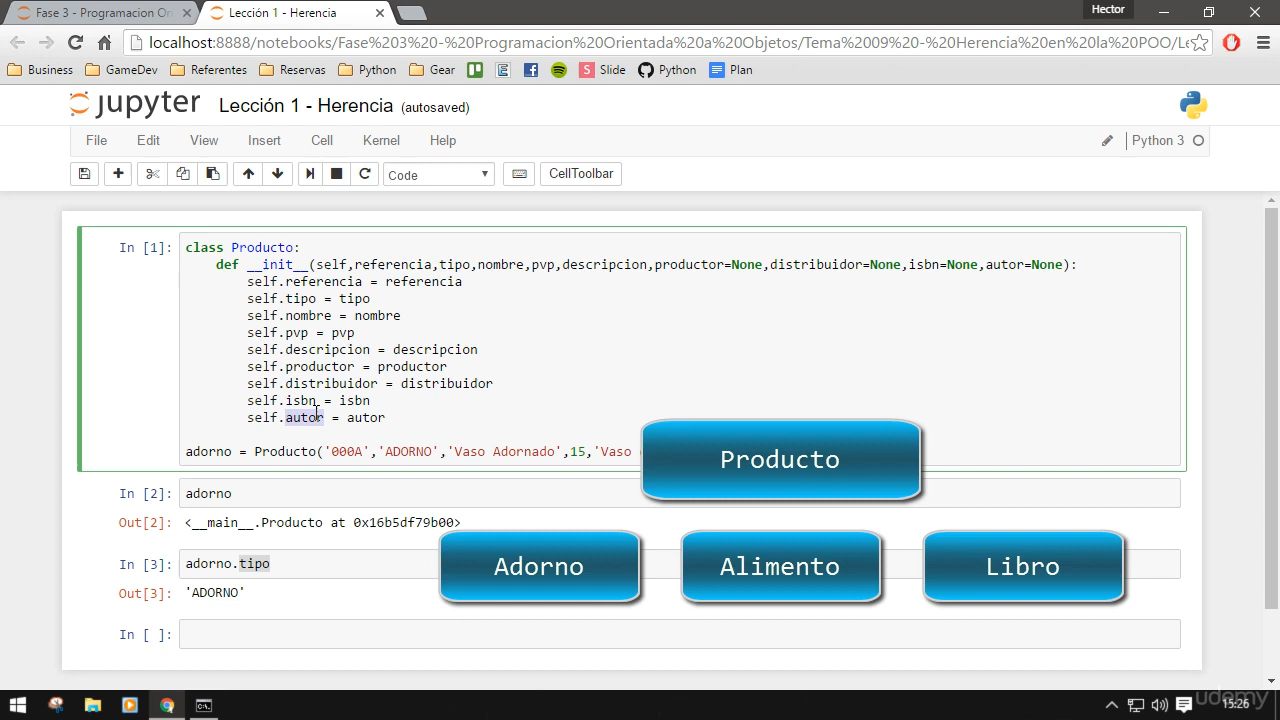 Fase 3 - Programacion On
Lección 1 - Herencia
Hector
localhost:8888/notebooks/Fase%203%20-%20Programacion%20Orientada%20a%20Objetos/Tema%2009%20-%20Herencia%20en%20la%20POO/Le
Business
GameDev
Referentes
Reservas
Python
Gear
Slide
Python
Plan
jupyter Lección 1 - Herencia (autosaved)
File Edit View Insert Cell Kernel Help
Python 3
Code
CellToolbar
In [1]: class Producto:
def __init__(self,referencia,tipo,nombre,pvp,descripcion,productor=None,distribuidor=None,isbn=None,autor=None):
self.referencia = referencia
self.tipo = tipo
self.nombre = nombre
self.pvp = pvp
self.descripcion = descripcion
self.productor = productor
self.distribuidor = distribuidor
self.isbn = isbn
self.autor = autor
adorno = Producto('000A','ADORNO','Vaso Adornado',15,'Vaso
Producto
In [2]: adorno
Out[2]: <__main__.Producto at 0x16b5df79b00>
In [3]: adorno.tipo
Adorno
Alimento
Libro
Out[3]: 'ADORNO'
In [ ]:
udemy
15:26